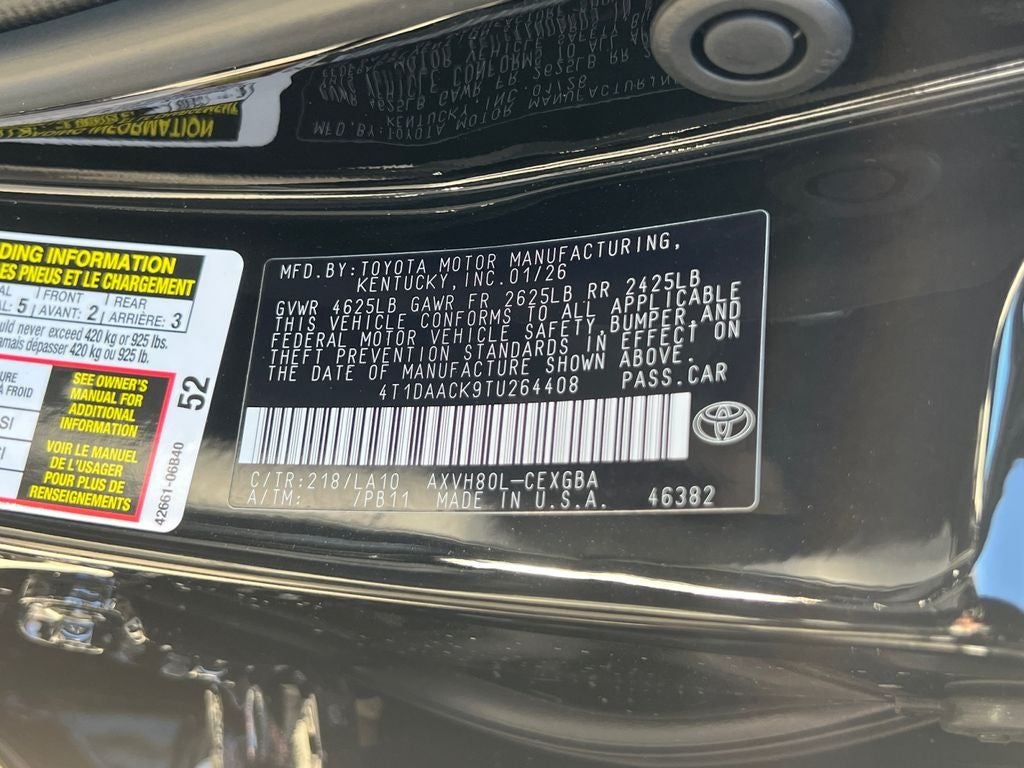 DING INFORMATION
LES PNEUS ET LE CHARGEMENT
FRONT REAR
AL: 5 AVANT: 2 ARRIÈRE: 3
uld never exceed 420 kg or 925 lbs.
amais dépasser 420 kg ou 925 lb.
SEE OWNER'S
MANUAL FOR
ADDITIONAL
INFORMATION
VOIR LE MANUEL
DE L'USAGER
POUR PLUS DE
RENSEIGNEMENTS
52
42661-06B40
MFD.BY:TOYOTA MOTOR MANUFACTURING,
KENTUCKY,INC.01/26
GVWR 4625LB GAWR FR 2625LB RR 2425LB
THIS VEHICLE CONFORMS TO ALL APPLICABLE
FEDERAL MOTOR VEHICLE SAFETY,BUMPER,AND
THEFT PREVENTION STANDARDS IN EFFECT ON
THE DATE OF MANUFACTURE SHOWN ABOVE.
4T1DAACK9TU264408 PASS.CAR
C/TR:218/LA10 AXVH80L-CEXGBA
A/TM: /PB11 MADE IN U.S.A. 46382